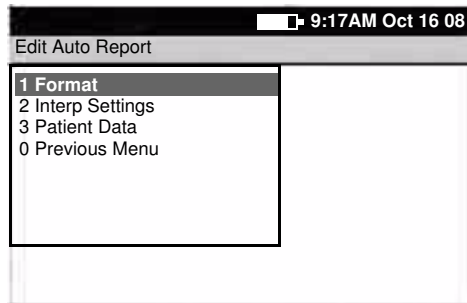 9:17AM Oct 16 08
Edit Auto Report
1 Format
2 Interp Settings
3 Patient Data
0 Previous Menu